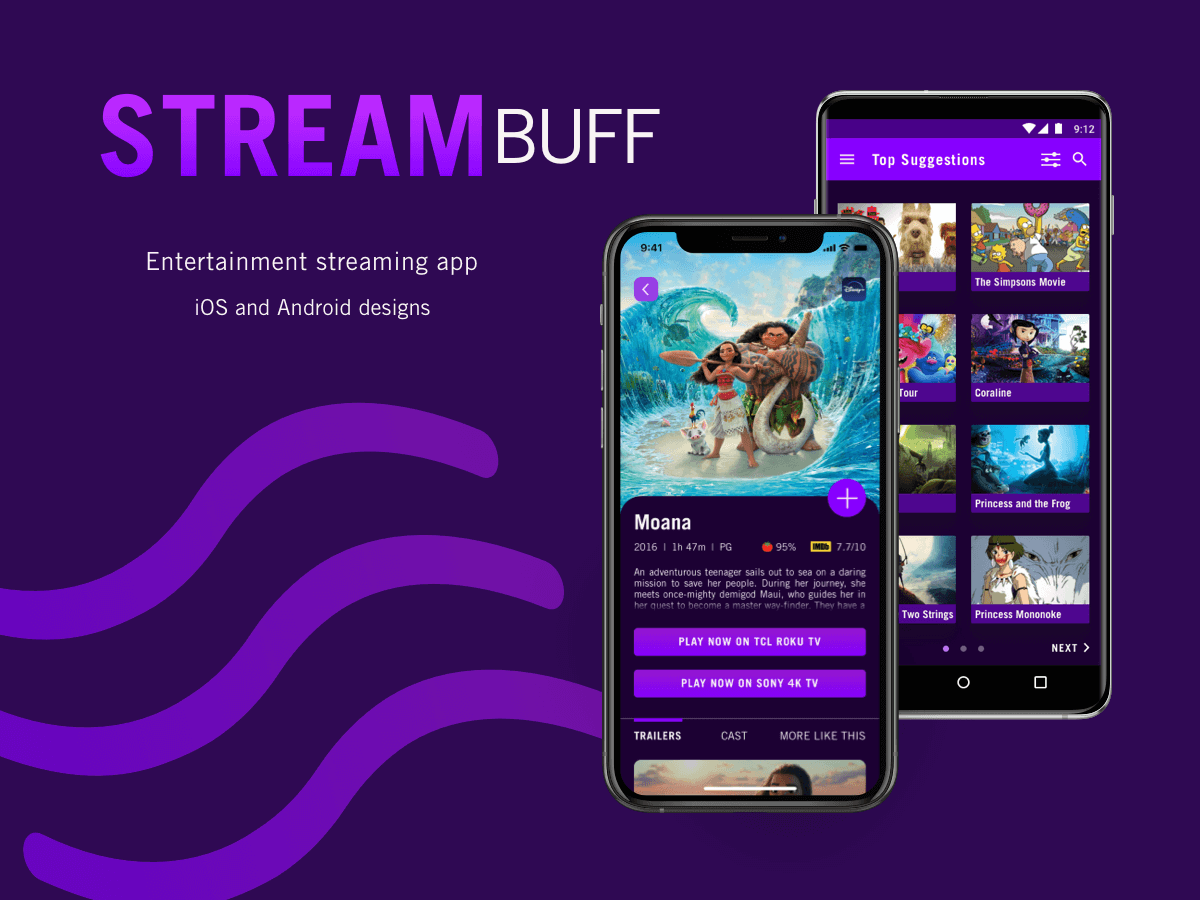 STREAMBUFF
Entertainment streaming app
iOS and Android designs
9:41
Disney+
Moana
2016 | 1h 47m | PG
95%
IMDb 7.7/10
An adventurous teenager sails out to sea on a daring
mission to save her people. During her journey, she
meets once-mighty demigod Maui, who guides her in
her quest to become a master way-finder. They have a
PLAY NOW ON TCL ROKU TV
PLAY NOW ON SONY 4K TV
TRAILERS
CAST
MORE LIKE THIS
9:12
Top Suggestions
The Simpsons Movie
Tour
Coraline
Princess and the Frog
Two Strings
Princess Mononoke
NEXT